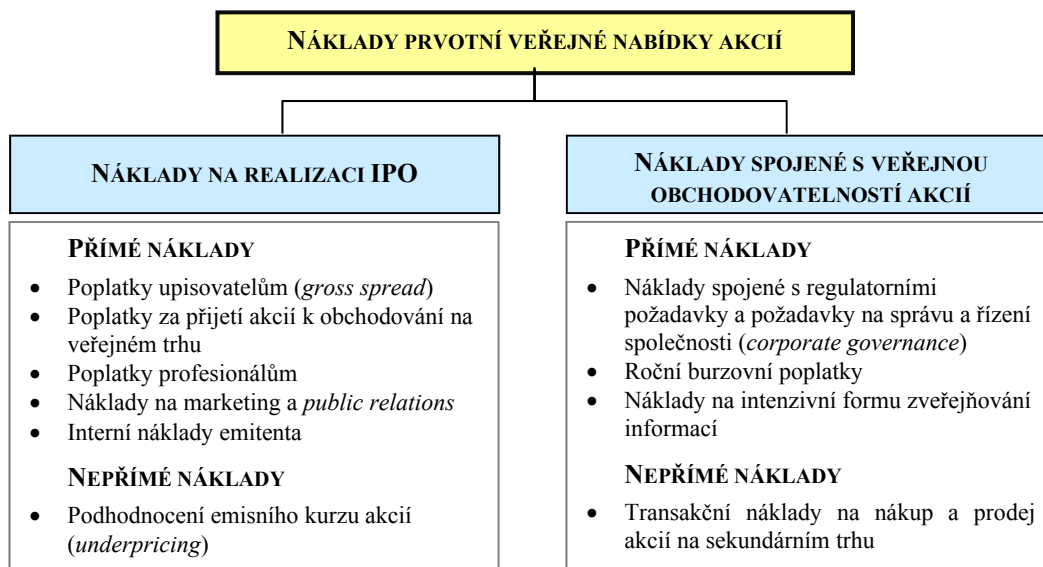 NÁKLADY PRVOTNÍ VEŘEJNÉ NABÍDKY AKCIÍ
NÁKLADY NA REALIZACI IPO
PŘÍMÉ NÁKLADY
• Poplatky upisovatelům (gross spread)
• Poplatky za přijetí akcií k obchodování na
veřejném trhu
• Poplatky profesionálům
• Náklady na marketing a public relations
• Interní náklady emitenta
NEPŘÍMÉ NÁKLADY
• Podhodnocení emisního kurzu akcií
(underpricing)
NÁKLADY SPOJENÉ S VEŘEJNOU
OBCHODOVATELNOSTÍ AKCIÍ
PŘÍMÉ NÁKLADY
• Náklady spojené s regulatorními
požadavky a požadavky na správu a řízení
společnosti (corporate governance)
• Roční burzovní poplatky
• Náklady na intenzivní formu zveřejňování
informací
NEPŘÍMÉ NÁKLADY
• Transakční náklady na nákup a prodej
akcií na sekundárním trhu